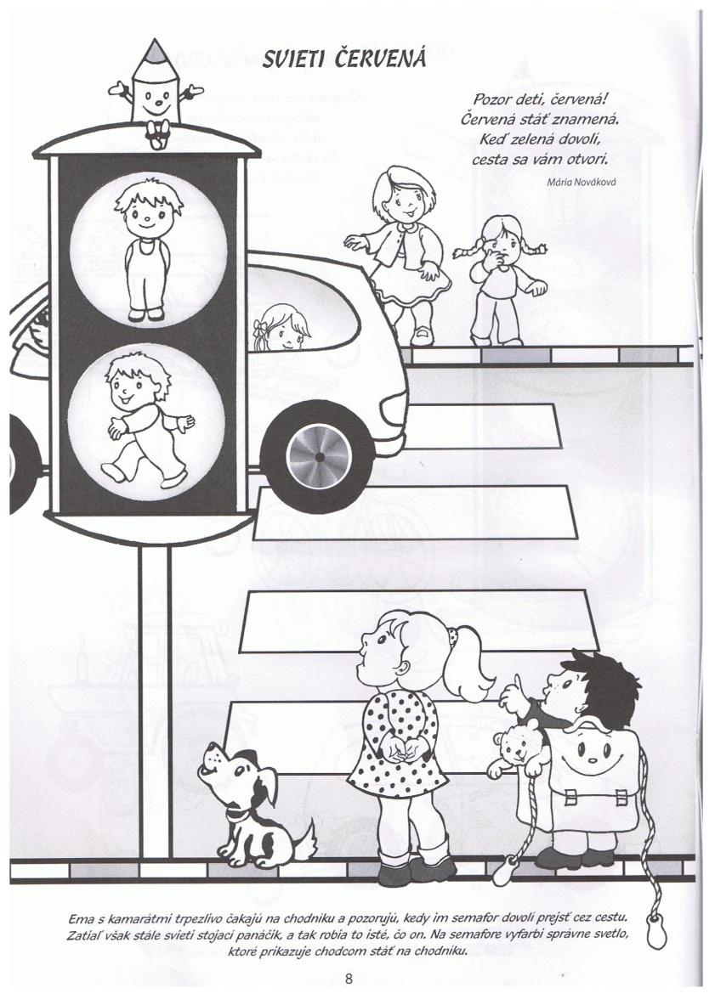 SVIETI ČERVENÁ
Pozor deti, červená!
Červená stáť znamená.
Keď zelená dovolí,
cesta sa vám otvorí.
Mária Nováková
Ema s kamarátmi trpezlivo čakajú na chodníku a pozorujú, kedy im semafor dovolí prejsť cez cestu.
Zatiaľ však stále svieti stojací panáčik, a tak robia to isté, čo on. Na semafore vyfarbi správne svetlo,
ktoré prikazuje chodcom stáť na chodníku.
8